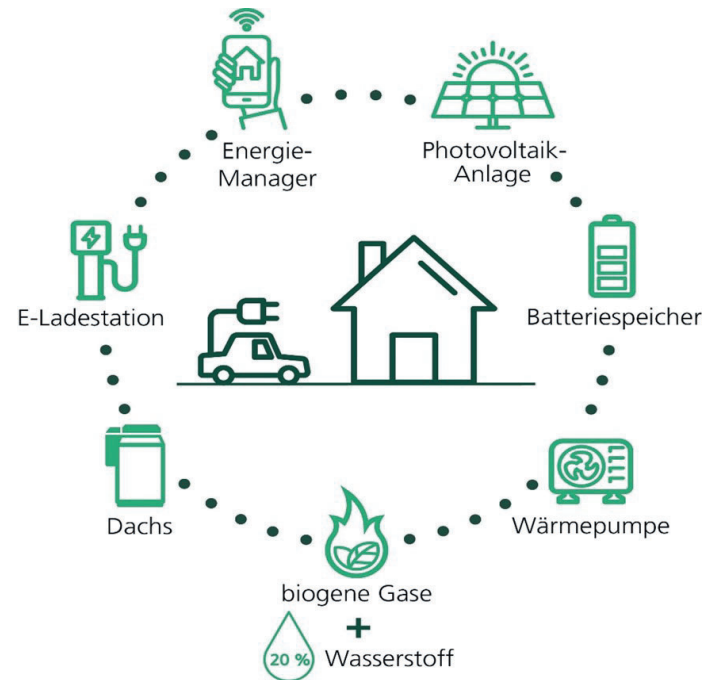 Energie-
Manager
Photovoltaik-
Anlage
E-Ladestation
Batteriespeicher
Dachs
Wärmepumpe
biogene Gase
+
20 % Wasserstoff